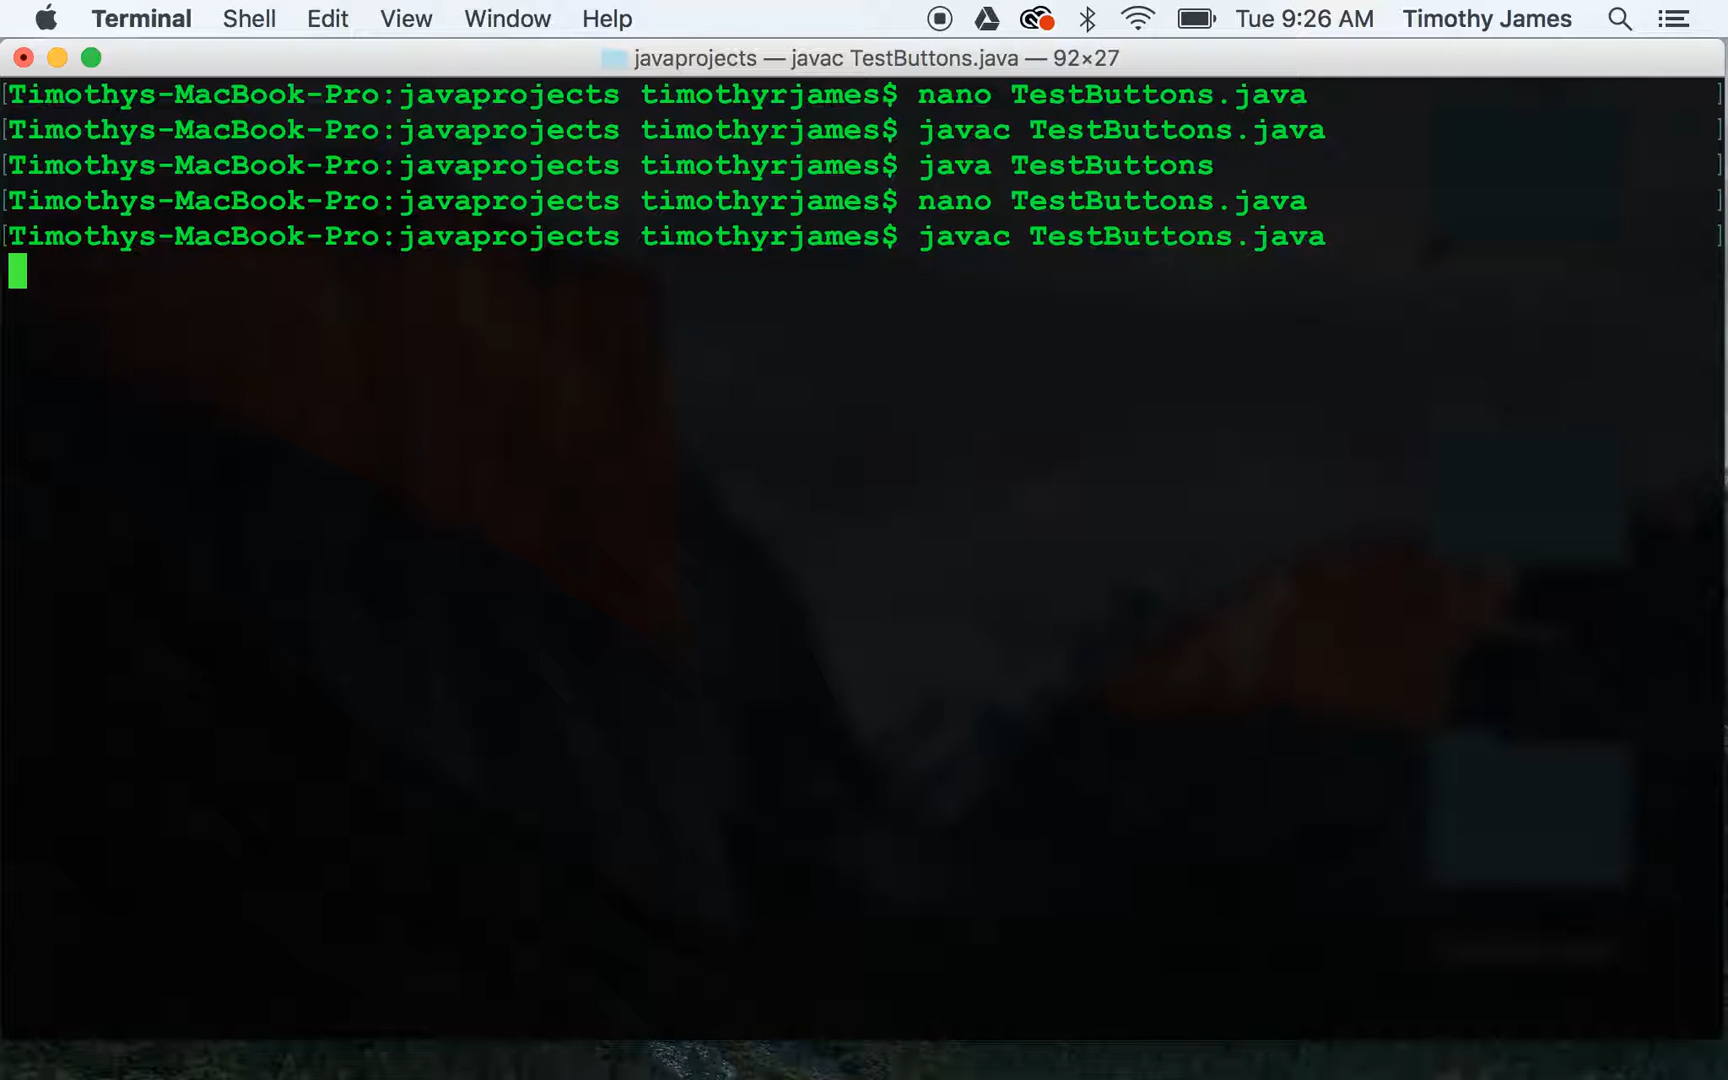 Terminal Shell Edit View Window Help Tue 9:26 AM Timothy James
javaprojects — javac TestButtons.java — 92×27
[Timothys-MacBook-Pro:javaprojects timothyrjames$ nano TestButtons.java ]
[Timothys-MacBook-Pro:javaprojects timothyrjames$ javac TestButtons.java ]
[Timothys-MacBook-Pro:javaprojects timothyrjames$ java TestButtons ]
[Timothys-MacBook-Pro:javaprojects timothyrjames$ nano TestButtons.java ]
[Timothys-MacBook-Pro:javaprojects timothyrjames$ javac TestButtons.java ]